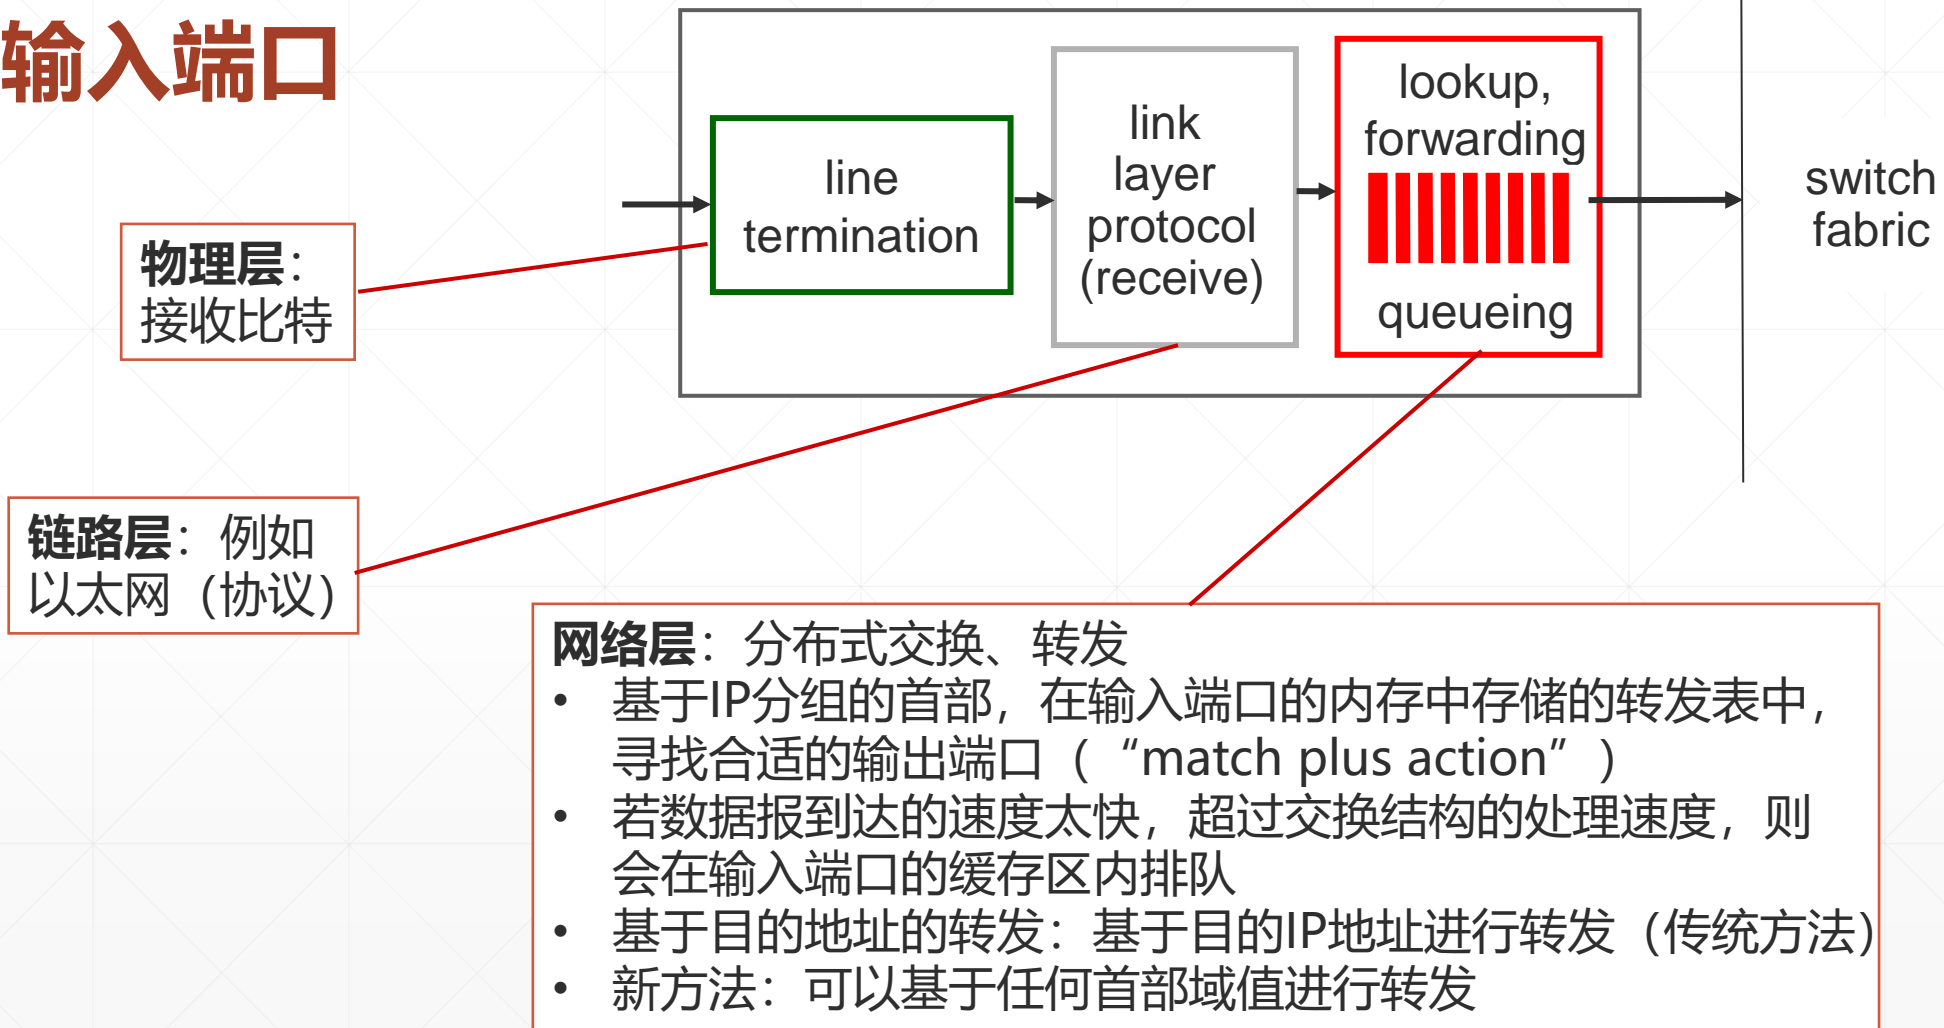 输入端口
line
termination
link
layer
protocol
(receive)
lookup,
forwarding
queueing
switch
fabric
物理层：
接收比特
链路层：例如
以太网（协议）
网络层：分布式交换、转发
• 基于IP分组的首部，在输入端口的内存中存储的转发表中，
寻找合适的输出端口（“match plus action”）
• 若数据报到达的速度太快，超过交换结构的处理速度，则
会在输入端口的缓存区内排队
• 基于目的地址的转发：基于目的IP地址进行转发（传统方法）
• 新方法：可以基于任何首部域值进行转发